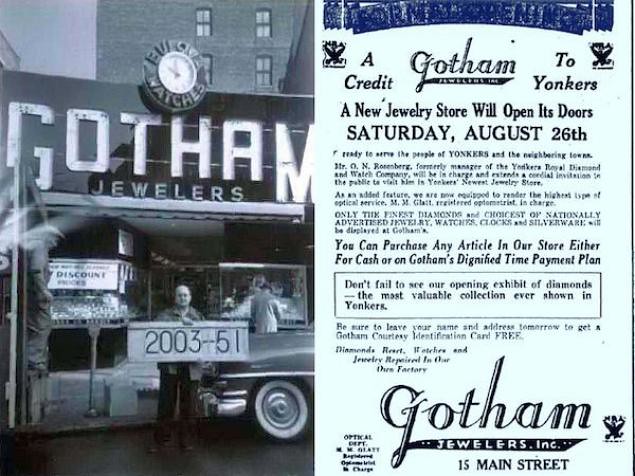 BULOVA
WATCHES
GOTHAM
JEWELERS
DISCOUNT
PRICES
2003-51
A
Credit
Gotham
JEWELERS, INC.
To
Yonkers
A New Jewelry Store Will Open Its Doors
SATURDAY, AUGUST 26th
ready to serve the people of YONKERS and the neighboring towns.
Mr. O. N. Rosenberg, formerly manager of the Yonkers Royal Diamond
and Watch Company, will be in charge and extends a cordial invitation to
the public to visit him in Yonkers' Newest Jewelry Store.
As an added feature, we are now equipped to render the highest type of
optical service, M. M. Glatt, registered optometrist, in charge.
ONLY THE FINEST DIAMONDS and CHOICEST OF NATIONALLY
ADVERTISED JEWELRY, WATCHES, CLOCKS and SILVERWARE will
be displayed at Gotham's.
You Can Purchase Any Article In Our Store Either
For Cash or on Gotham's Dignified Time Payment Plan
Don't fail to see our opening exhibit of diamonds
—the most valuable collection ever shown in
Yonkers.
Be sure to leave your name and address tomorrow to get a
Gotham Courtesy Identification Card FREE.
Diamonds Reset, Watches and
Jewelry Repaired In Our
Own Factory
Gotham
JEWELERS, Inc.
OPTICAL
DEPT.
M. M. GLATT
Registered
Optometrist
in Charge
15 MAIN STREET